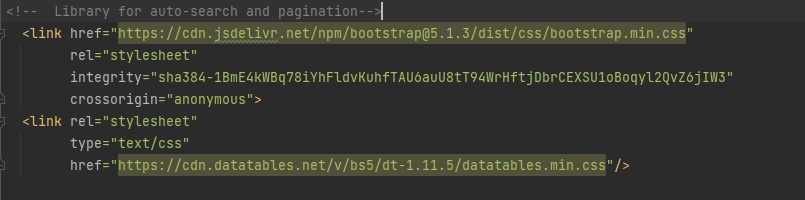 <!-- Library for auto-search and pagination-->
<link href="https://cdn.jsdelivr.net/npm/bootstrap@5.1.3/dist/css/bootstrap.min.css"
rel="stylesheet"
integrity="sha384-1BmE4kWBq78iYhFldvKuhfTAU6auU8tT94WrHftjDbrCEXSU1oBoqyl2QvZ6jIW3"
crossorigin="anonymous">
<link rel="stylesheet"
type="text/css"
href="https://cdn.datatables.net/v/bs5/dt-1.11.5/datatables.min.css"/>